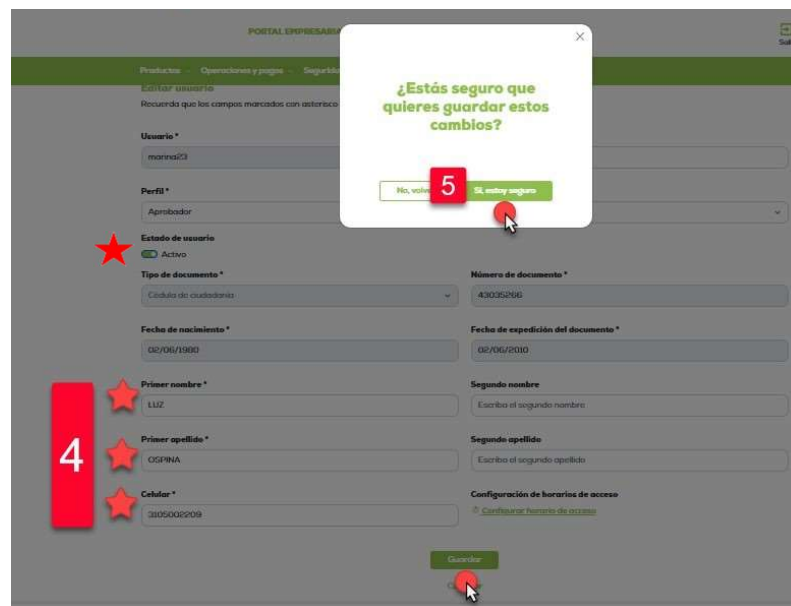 PORTAL EMPRESARIA
Productos Operaciones y pagos
Editar usuario
Recuerda que los campos marcados con asterisco
Usuario *
marina23
Perfil *
Aprobador
Estado de usuario
Activo
Tipo de documento *
Número de documento *
Cédula de ciudadanía
43035266
Fecha de nacimiento *
Fecha de expedición del documento *
02/06/1980
02/06/2010
4
Primer nombre *
Segundo nombre
LUZ
Escriba el segundo nombre
Primer apellido *
Segundo apellido
OSPINA
Escriba el segundo apellido
Celular *
Configuración de horarios de acceso
3105002209
Configurar horario de acceso
Guardar
¿Estás seguro que
quieres guardar estos
cambios?
No,
5
Sí, estoy seguro